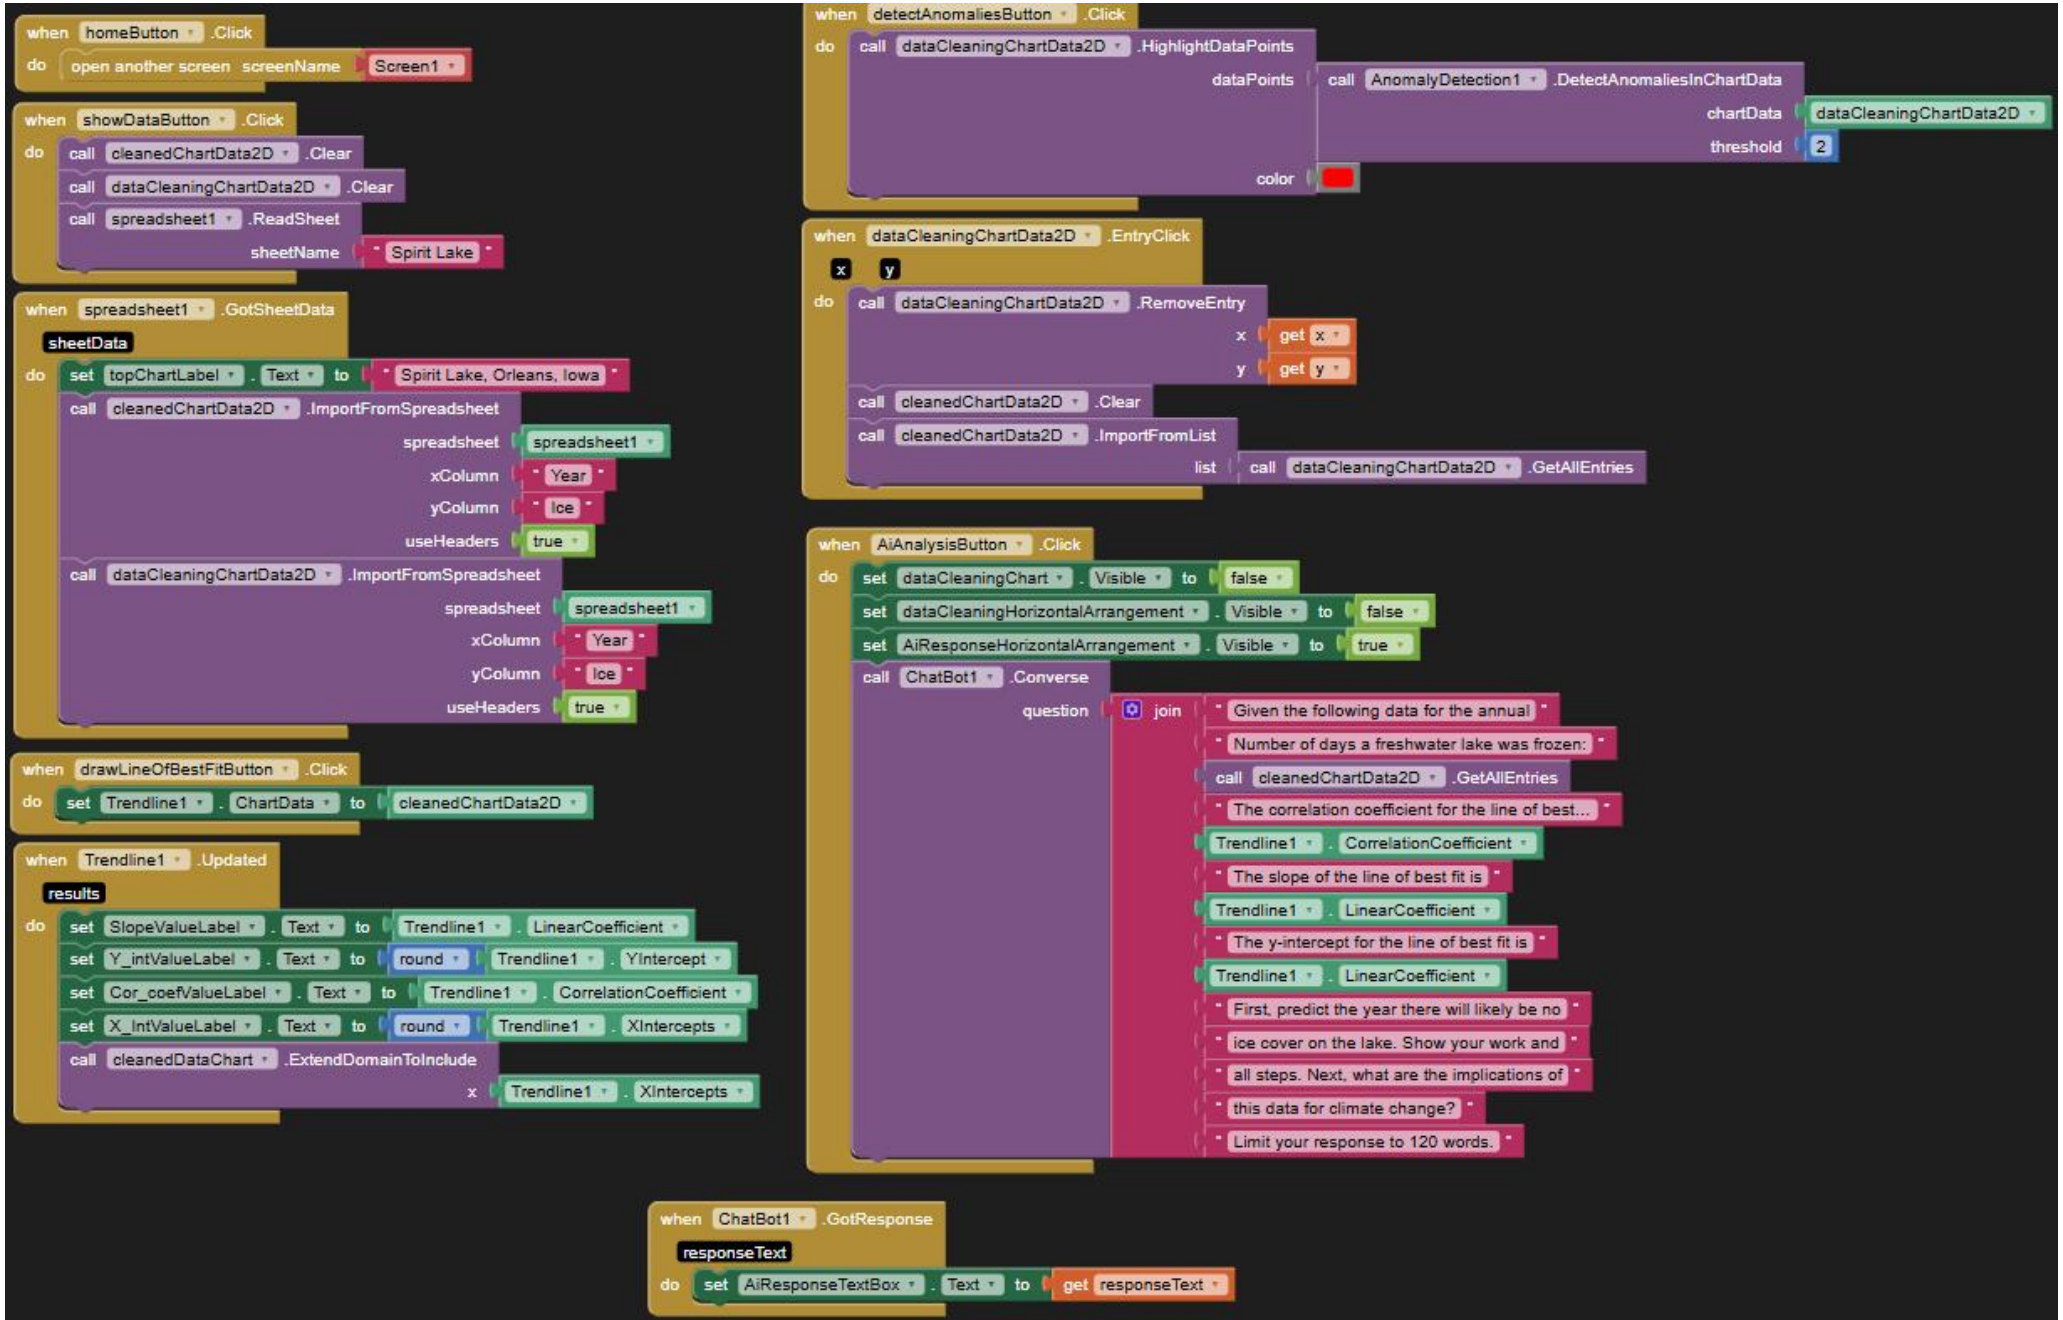 when homeButton .Click
do open another screen screenName Screen1
when showDataButton .Click
do call cleanedChartData2D .Clear
call dataCleaningChartData2D .Clear
call spreadsheet1 .ReadSheet
sheetName " Spirit Lake "
when spreadsheet1 .GotSheetData
sheetData
do set topChartLabel . Text to " Spirit Lake, Orleans, Iowa "
call cleanedChartData2D .ImportFromSpreadsheet
spreadsheet spreadsheet1
xColumn " Year "
yColumn " Ice "
useHeaders true
call dataCleaningChartData2D .ImportFromSpreadsheet
spreadsheet spreadsheet1
xColumn " Year "
yColumn " Ice "
useHeaders true
when drawLineOfBestFitButton .Click
do set Trendline1 . ChartData to cleanedChartData2D
when Trendline1 .Updated
results
do set SlopeValueLabel . Text to Trendline1 . LinearCoefficient
set Y_intValueLabel . Text to round Trendline1 . YIntercept
set Cor_coefValueLabel . Text to Trendline1 . CorrelationCoefficient
set X_IntValueLabel . Text to round Trendline1 . XIntercepts
call cleanedDataChart .ExtendDomainToInclude
x Trendline1 . XIntercepts
when detectAnomaliesButton .Click
do call dataCleaningChartData2D .HighlightDataPoints
dataPoints call AnomalyDetection1 .DetectAnomaliesInChartData
chartData dataCleaningChartData2D
threshold 2
color
when dataCleaningChartData2D .EntryClick
x y
do call dataCleaningChartData2D .RemoveEntry
x get x
y get y
call cleanedChartData2D .Clear
call cleanedChartData2D .ImportFromList
list call dataCleaningChartData2D .GetAllEntries
when AiAnalysisButton .Click
do set dataCleaningChart . Visible to false
set dataCleaningHorizontalArrangement . Visible to false
set AiResponseHorizontalArrangement . Visible to true
call ChatBot1 .Converse
question join " Given the following data for the annual "
" Number of days a freshwater lake was frozen: "
call cleanedChartData2D .GetAllEntries
" The correlation coefficient for the line of best... "
Trendline1 . CorrelationCoefficient
" The slope of the line of best fit is "
Trendline1 . LinearCoefficient
" The y-intercept for the line of best fit is "
Trendline1 . LinearCoefficient
" First, predict the year there will likely be no "
" ice cover on the lake. Show your work and "
" all steps. Next, what are the implications of "
" this data for climate change? "
" Limit your response to 120 words. "
when ChatBot1 .GotResponse
responseText
do set AiResponseTextBox . Text to get responseText